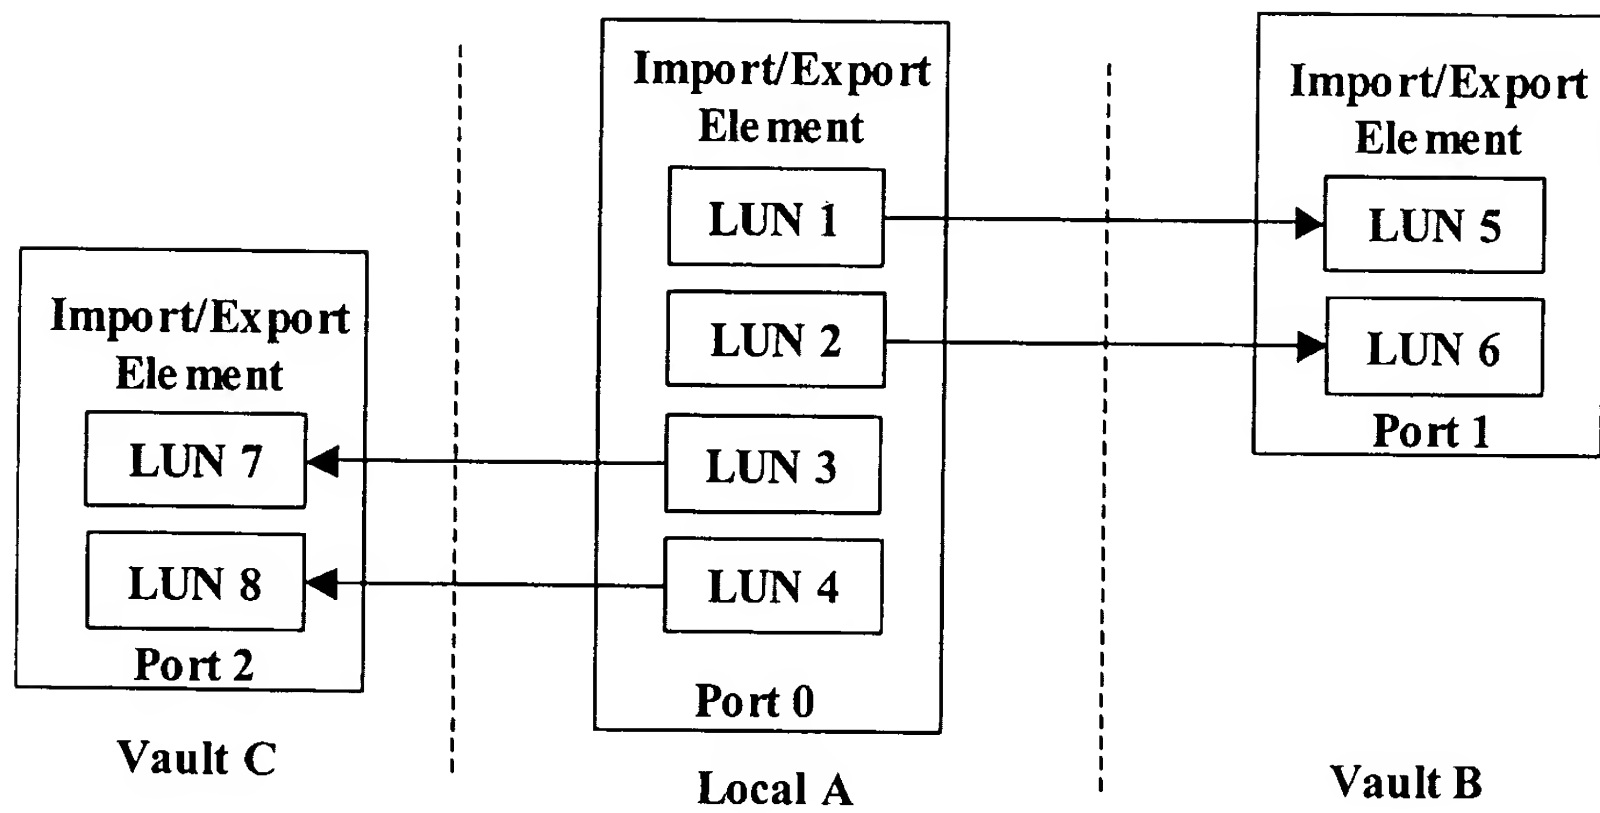 Import/Export
Element
LUN 7
LUN 8
Port 2
Vault C
Import/Export
Element
LUN 1
LUN 2
LUN 3
LUN 4
Port 0
Local A
Import/Export
Element
LUN 5
LUN 6
Port 1
Vault B